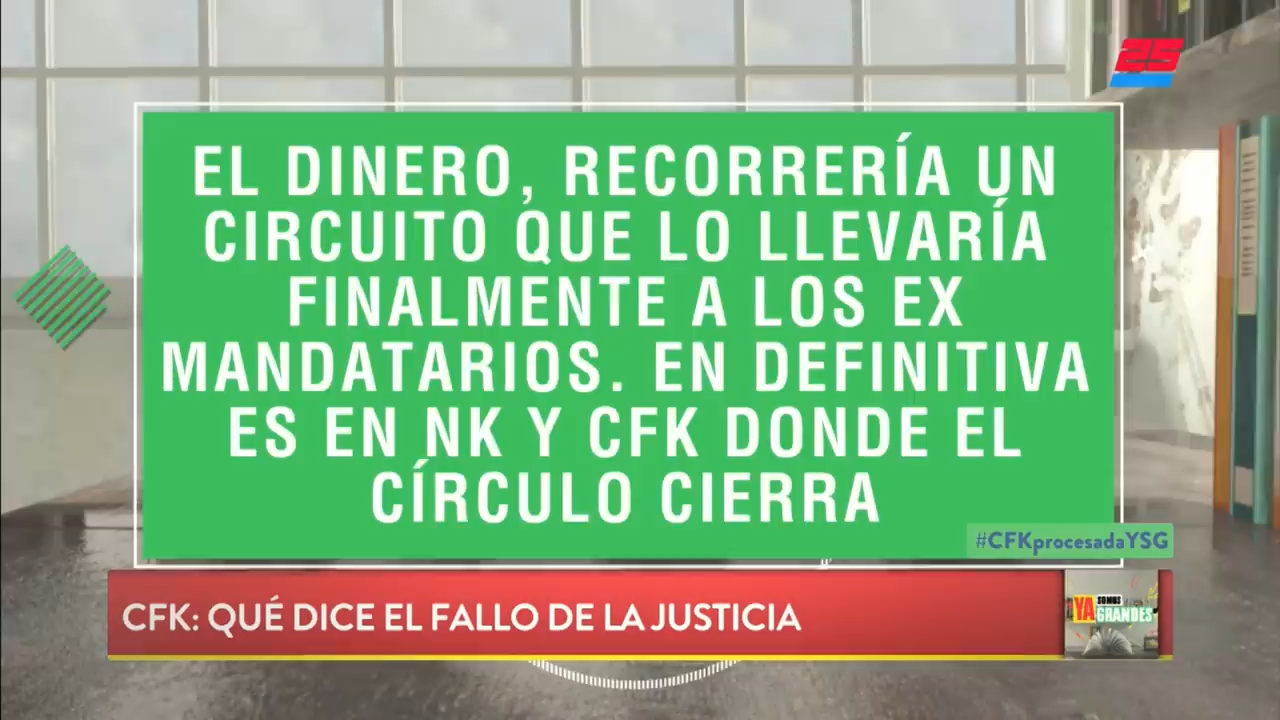 25
EL DINERO, RECORRERÍA UN
CIRCUITO QUE LO LLEVARÍA
FINALMENTE A LOS EX
MANDATARIOS. EN DEFINITIVA
ES EN NK Y CFK DONDE EL
CÍRCULO CIERRA
#CFKprocesadaYSG
CFK: QUÉ DICE EL FALLO DE LA JUSTICIA
YA SOMOS
GRANDES